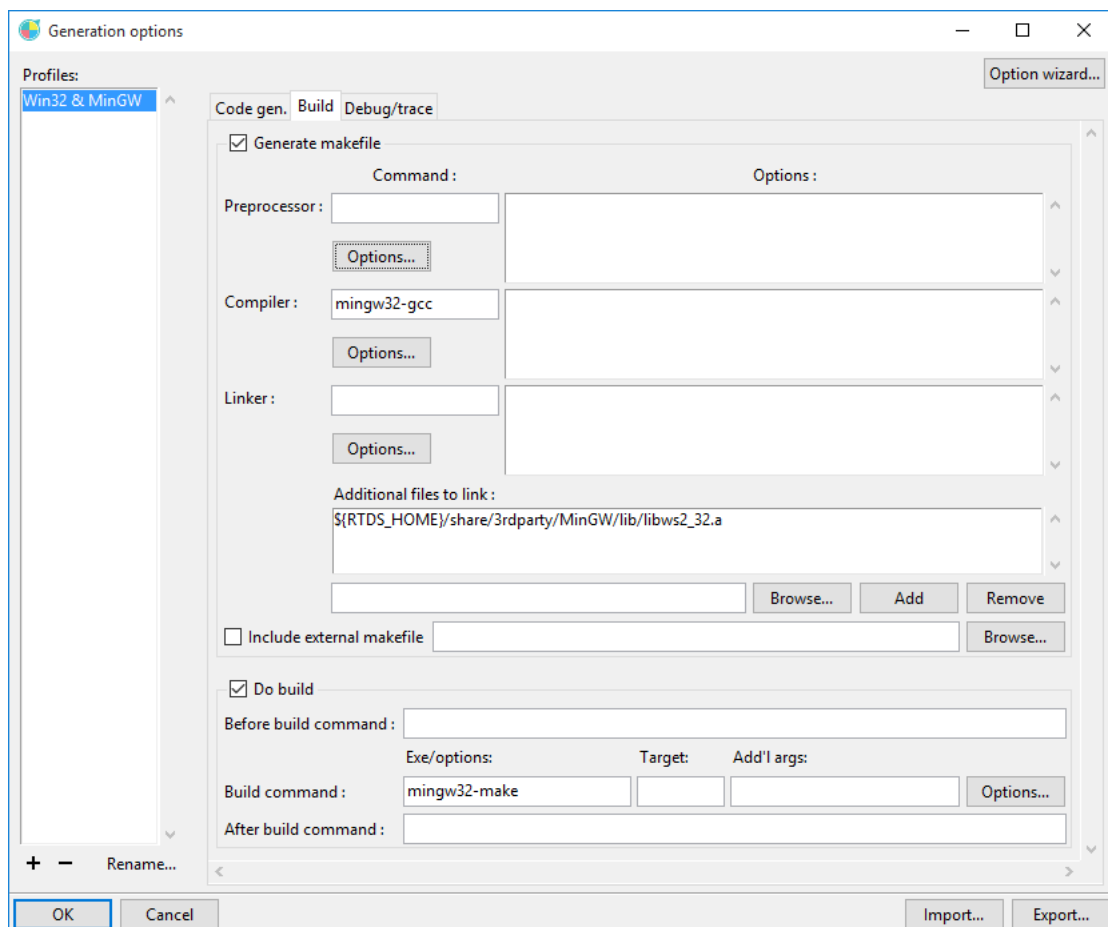 Generation options
Profiles:
Option wizard...
Win32 & MinGW
Code gen. Build Debug/trace
Generate makefile
Command : Options :
Preprocessor :
Options...
Compiler : mingw32-gcc
Options...
Linker :
Options...
Additional files to link :
${RTDS_HOME}/share/3rdparty/MinGW/lib/libws2_32.a
Browse... Add Remove
Include external makefile Browse...
Do build
Before build command :
Exe/options: Target: Add'l args:
Build command : mingw32-make Options...
After build command :
Rename...
OK Cancel Import... Export...